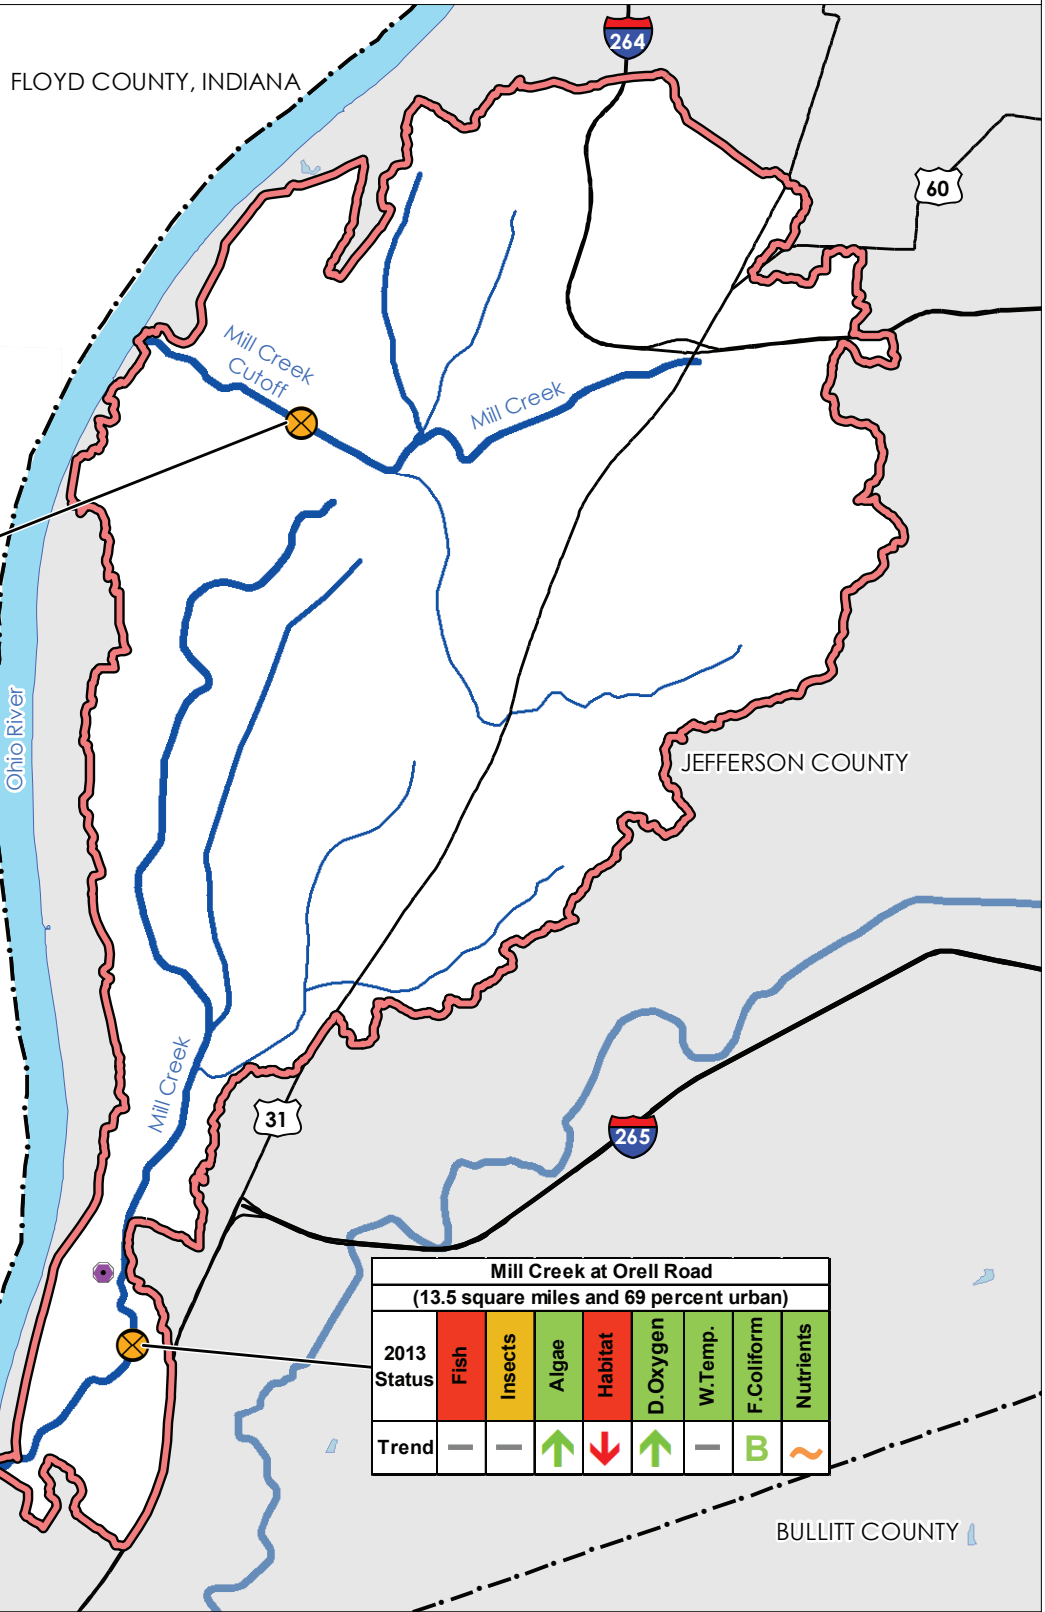 264
FLOYD COUNTY, INDIANA
60
Mill Creek
Cutoff
Mill Creek
Ohio River
JEFFERSON COUNTY
Mill Creek
31
265
Mill Creek at Orell Road
(13.5 square miles and 69 percent urban)
2013
Status
Fish
Insects
Algae
Habitat
D.Oxygen
W.Temp.
F.Coliform
Nutrients
Trend
B
~
BULLITT COUNTY